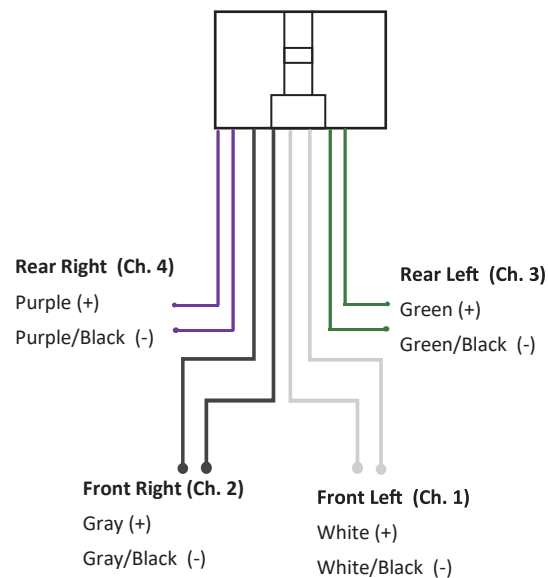 Rear Right (Ch. 4)
Purple (+)
Purple/Black (-)
Rear Left (Ch. 3)
Green (+)
Green/Black (-)
Front Right (Ch. 2)
Gray (+)
Gray/Black (-)
Front Left (Ch. 1)
White (+)
White/Black (-)